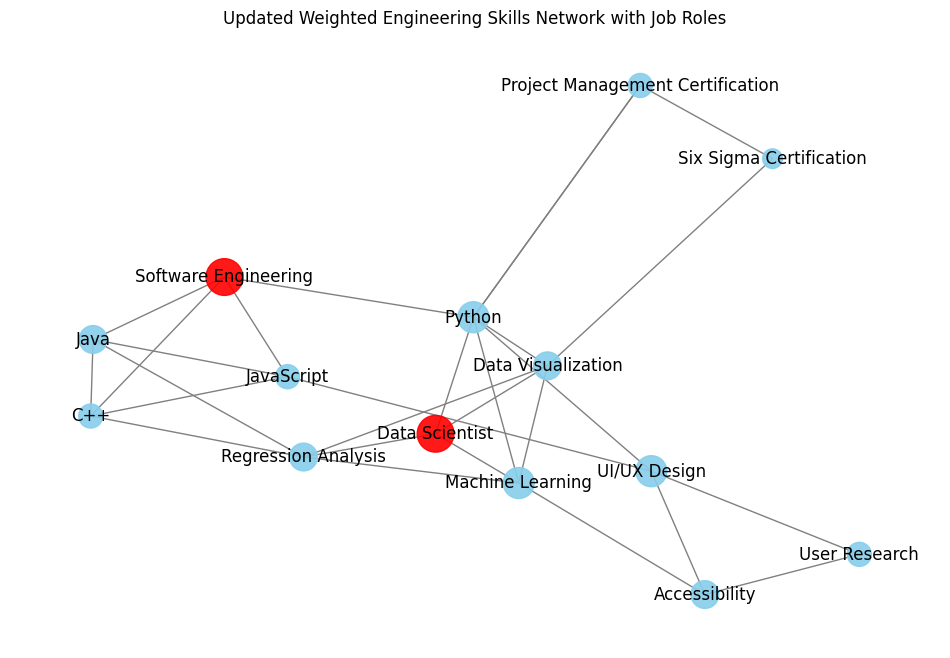 Updated Weighted Engineering Skills Network with Job Roles
Project Management Certification
Six Sigma Certification
Software Engineering
Python
Java
Data Visualization
JavaScript
C++
Data Scientist
Regression Analysis
UI/UX Design
Machine Learning
User Research
Accessibility